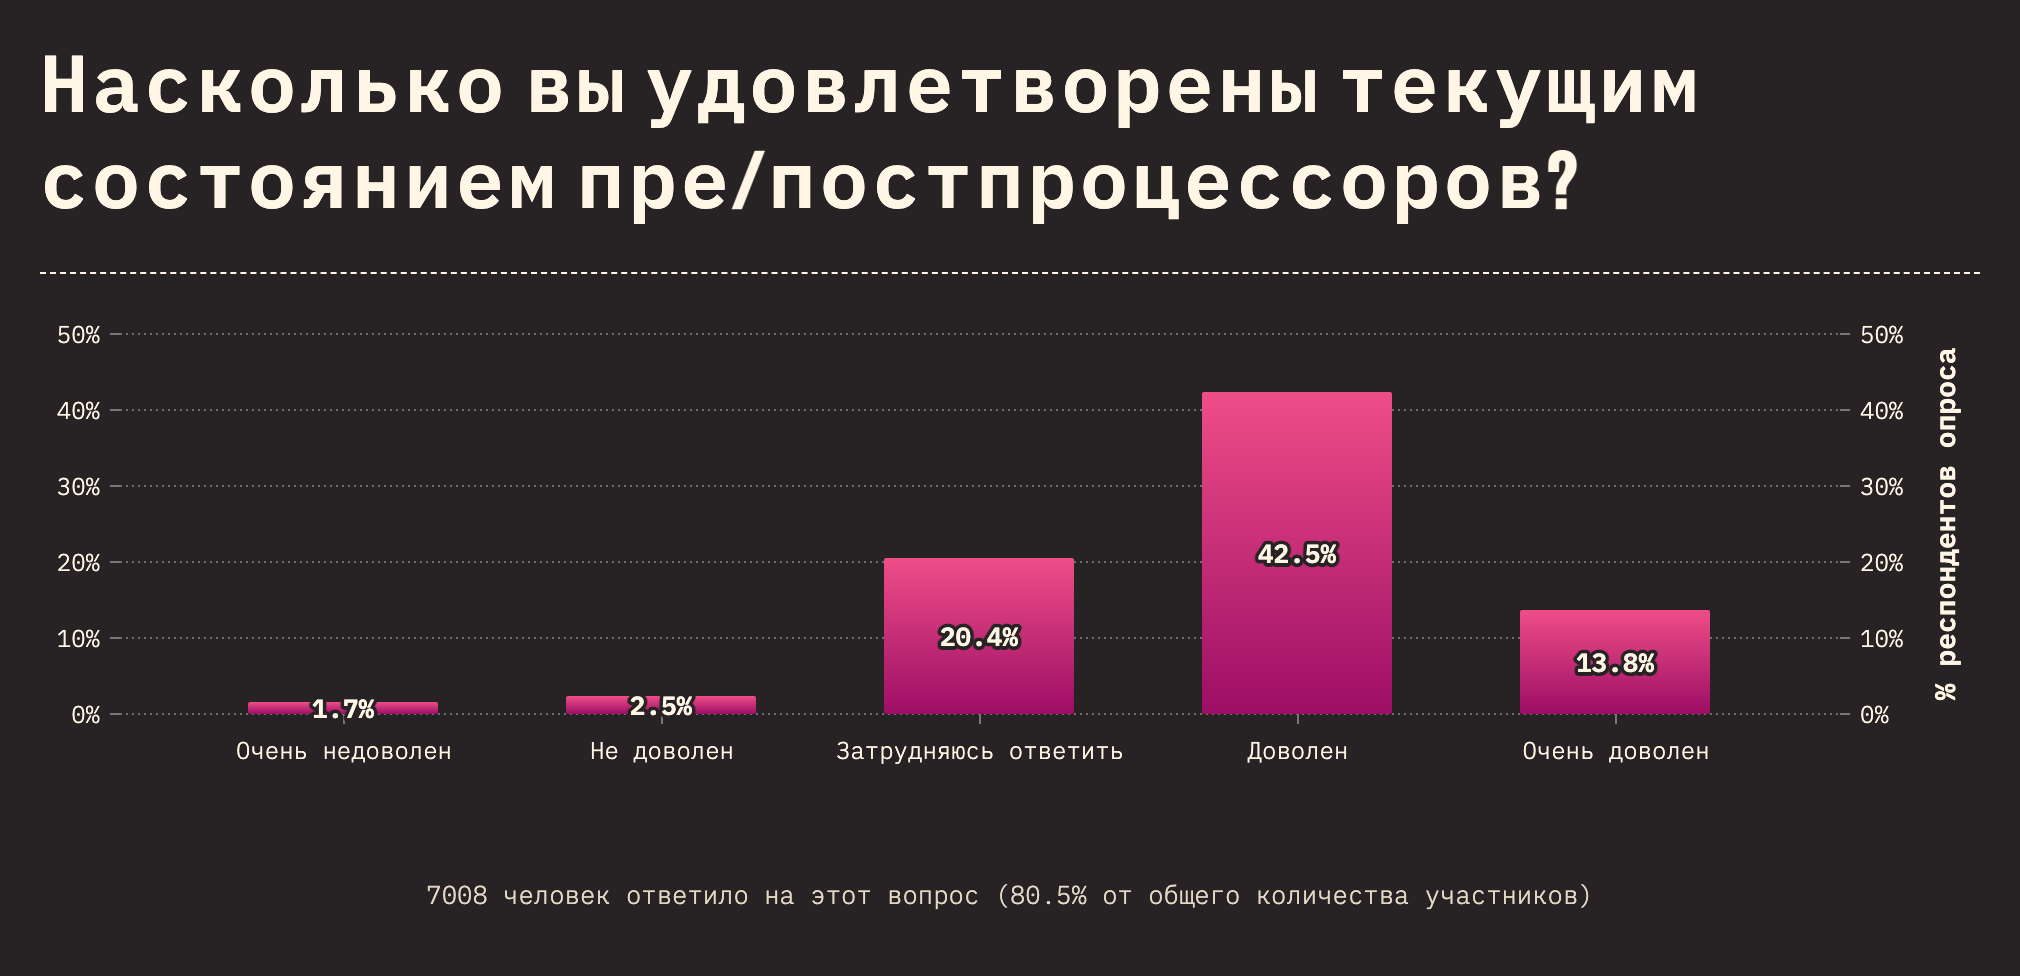 Насколько вы удовлетворены текущим
состоянием пре/постпроцессоров?
50%
40%
30%
20%
10%
0%
1.7%
2.5%
20.4%
42.5%
13.8%
50%
40%
30%
20%
10%
0%
% респондентов опроса
Очень недоволен
Не доволен
Затрудняюсь ответить
Доволен
Очень доволен
7008 человек ответило на этот вопрос (80.5% от общего количества участников)